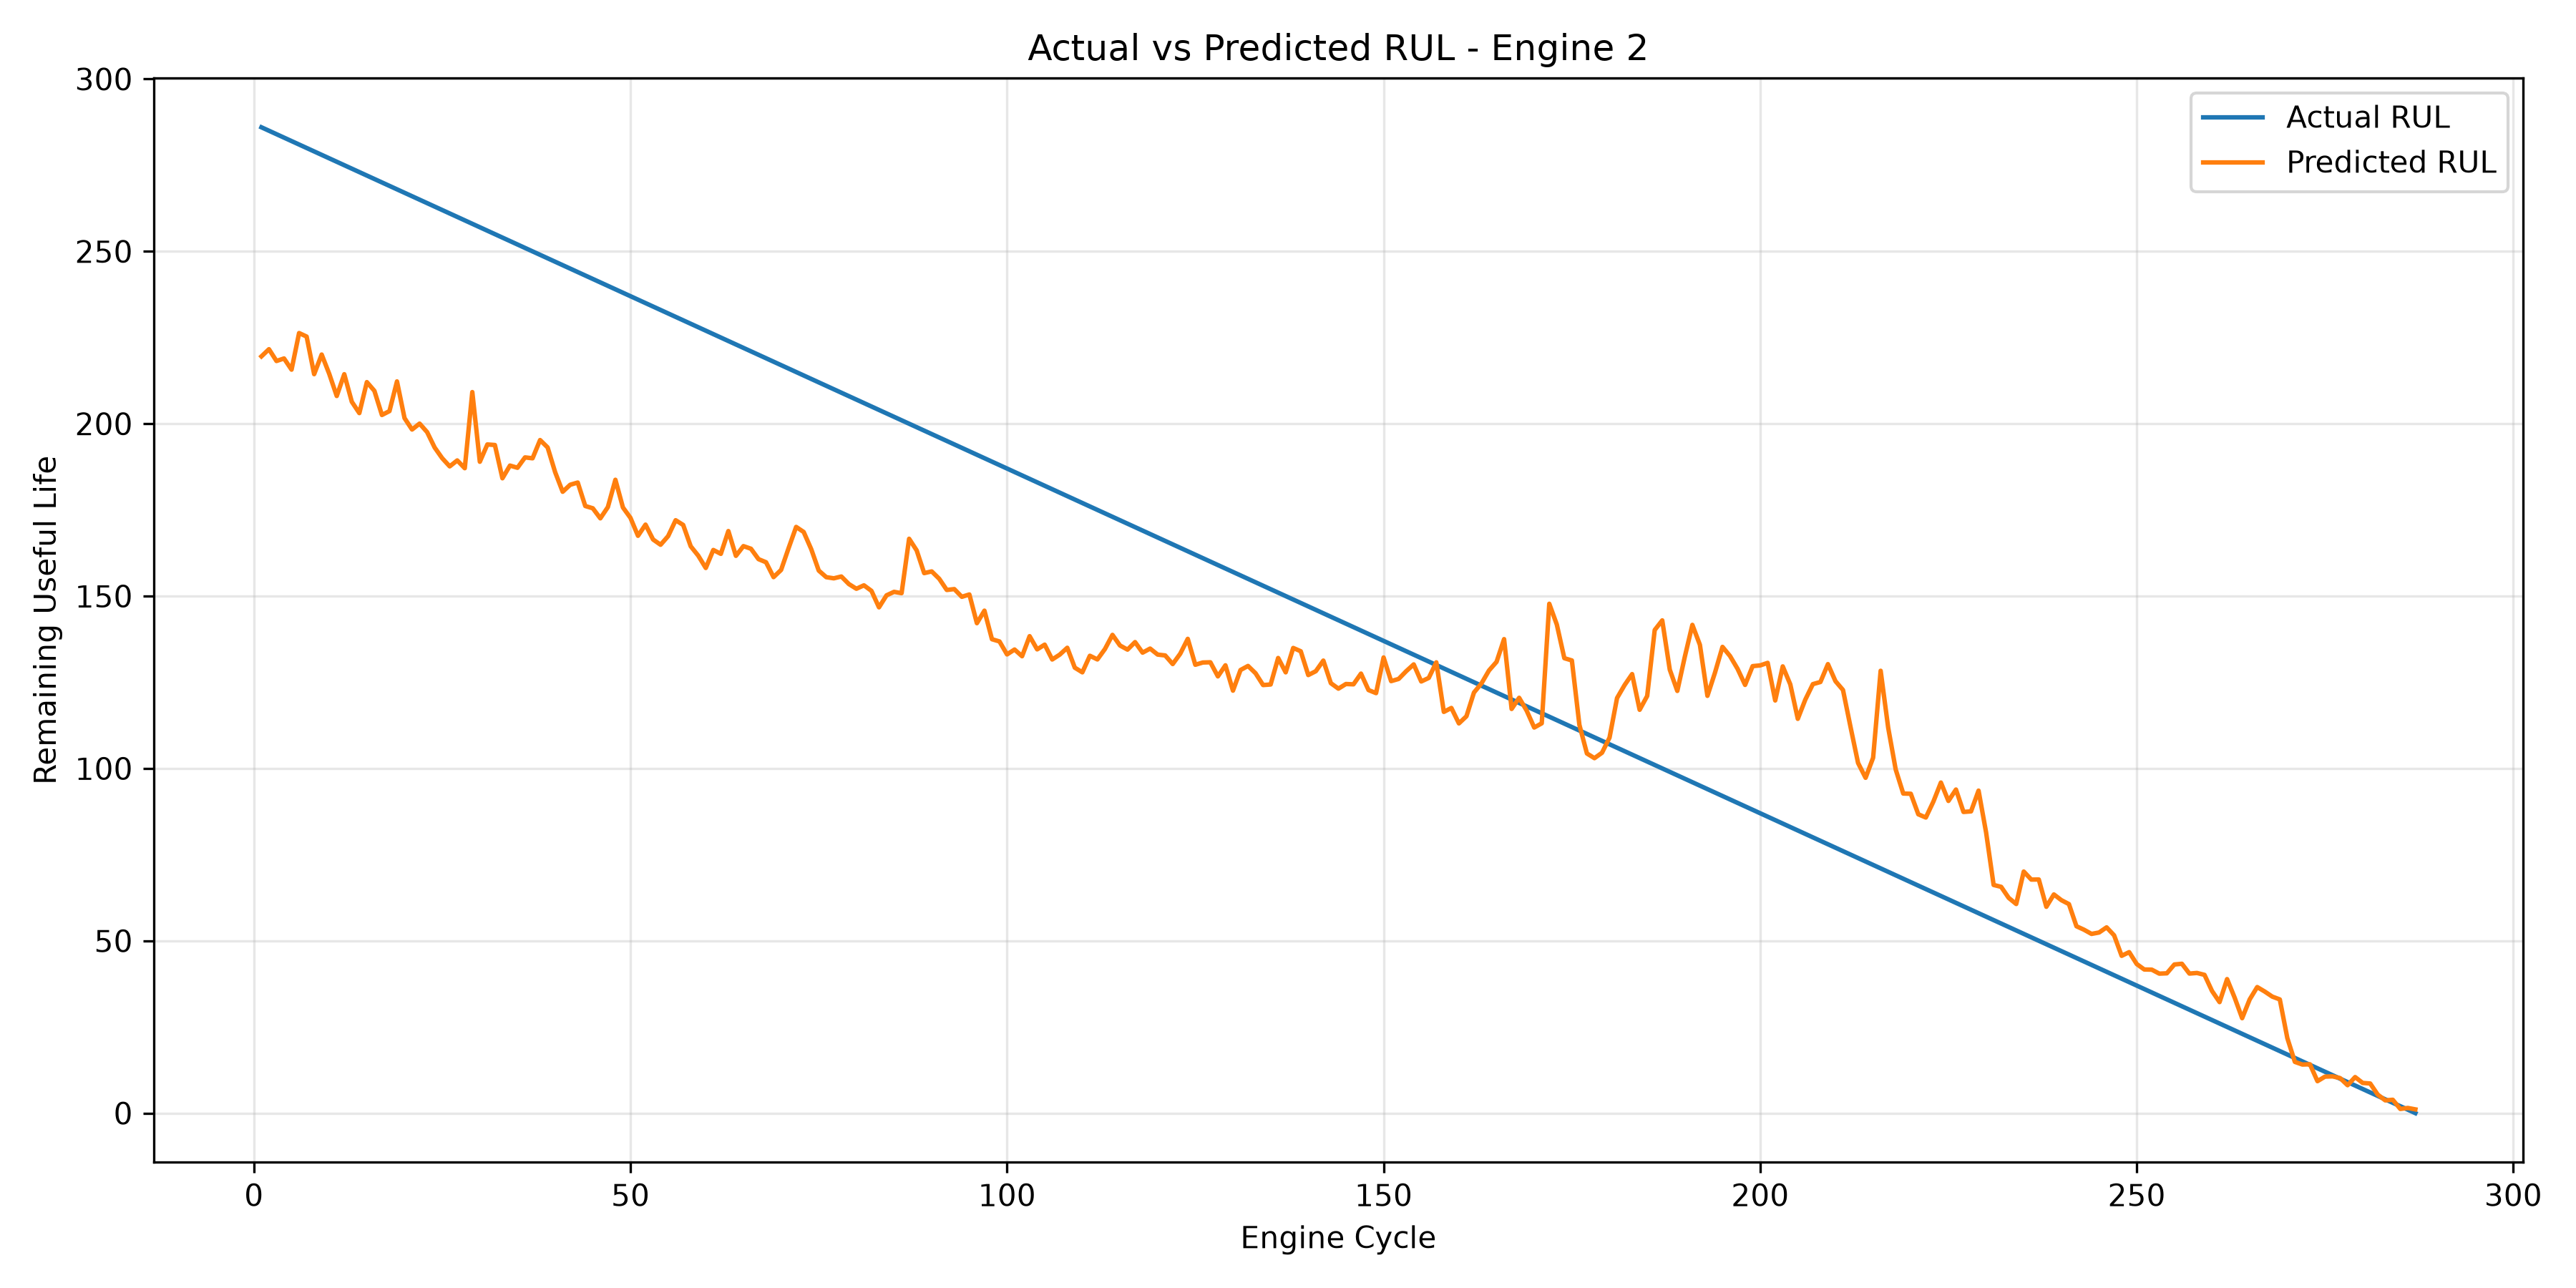 Actual vs Predicted RUL - Engine 2
300
250
200
150
100
50
0
Remaining Useful Life
Actual RUL
Predicted RUL
0 50 100 150 200 250 300
Engine Cycle